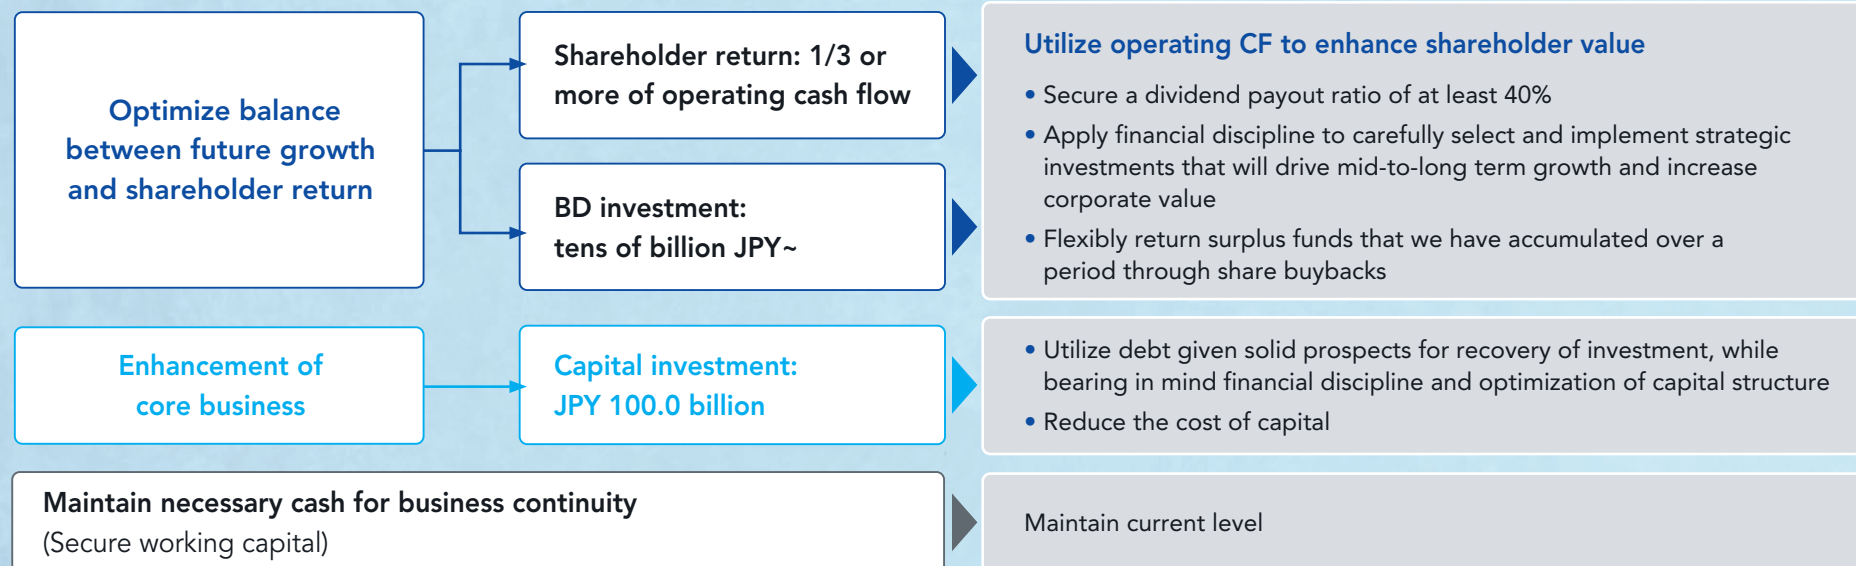 Optimize balance
between future growth
and shareholder return
Shareholder return: 1/3 or
more of operating cash flow
BD investment:
tens of billion JPY~
Utilize operating CF to enhance shareholder value
• Secure a dividend payout ratio of at least 40%
• Apply financial discipline to carefully select and implement strategic
investments that will drive mid-to-long term growth and increase
corporate value
• Flexibly return surplus funds that we have accumulated over a
period through share buybacks
Enhancement of
core business
Capital investment:
JPY 100.0 billion
• Utilize debt given solid prospects for recovery of investment, while
bearing in mind financial discipline and optimization of capital structure
• Reduce the cost of capital
Maintain necessary cash for business continuity
(Secure working capital)
Maintain current level